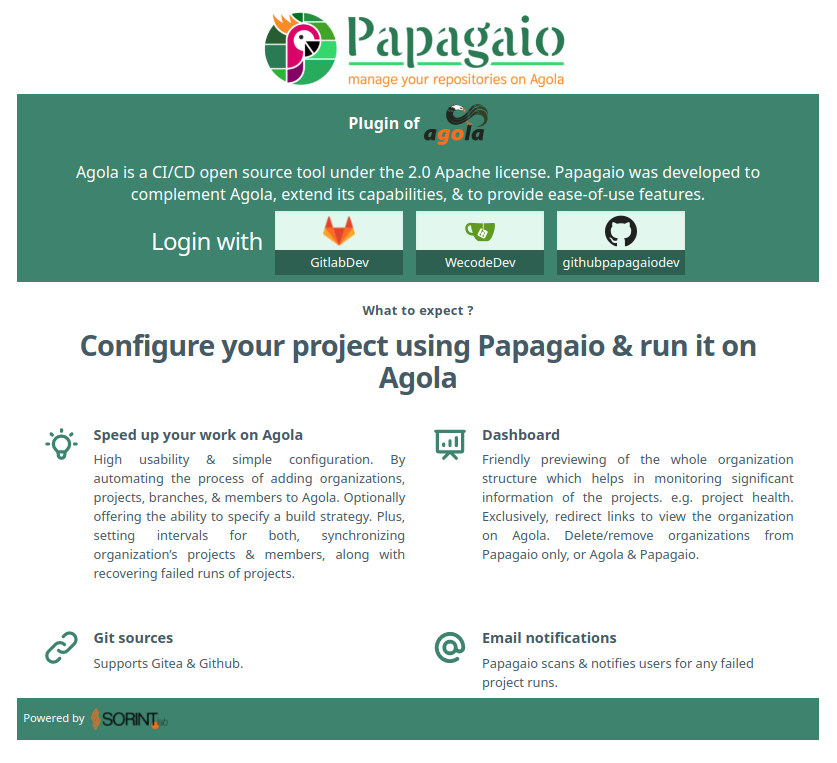 Papagaio
manage your repositories on Agola
Plugin of agola
Agola is a CI/CD open source tool under the 2.0 Apache license. Papagaio was developed to
complement Agola, extend its capabilities, & to provide ease-of-use features.
Login with
GitlabDev
WecodeDev
githubpapagaiodev
What to expect ?
Configure your project using Papagaio & run it on
Agola
Speed up your work on Agola
High usability & simple configuration. By
automating the process of adding organizations,
projects, branches, & members to Agola. Optionally
offering the ability to specify a build strategy. Plus,
setting intervals for both, synchronizing
organization’s projects & members, along with
recovering failed runs of projects.
Dashboard
Friendly previewing of the whole organization
structure which helps in monitoring significant
information of the projects. e.g. project health.
Exclusively, redirect links to view the organization
on Agola. Delete/remove organizations from
Papagaio only, or Agola & Papagaio.
Git sources
Supports Gitea & Github.
Email notifications
Papagaio scans & notifies users for any failed
project runs.
Powered by SORINT lab